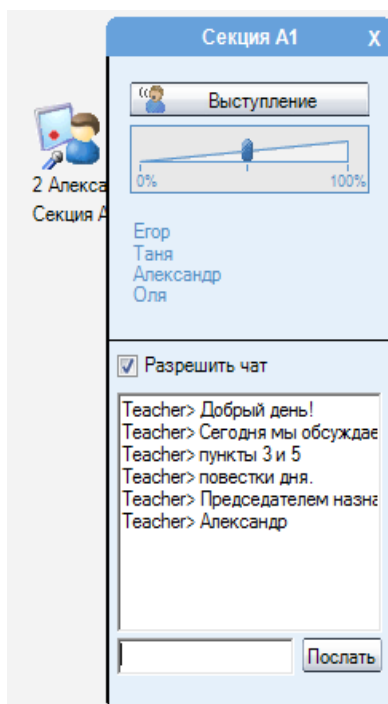 Секция A1 X
Выступление
0% 100%
2 Алекса
Секция А
Егор
Таня
Александр
Оля
Разрешить чат
Teacher> Добрый день!
Teacher> Сегодня мы обсуждае
Teacher> пункты 3 и 5
Teacher> повестки дня.
Teacher> Председателем назна
Teacher> Александр
Послать